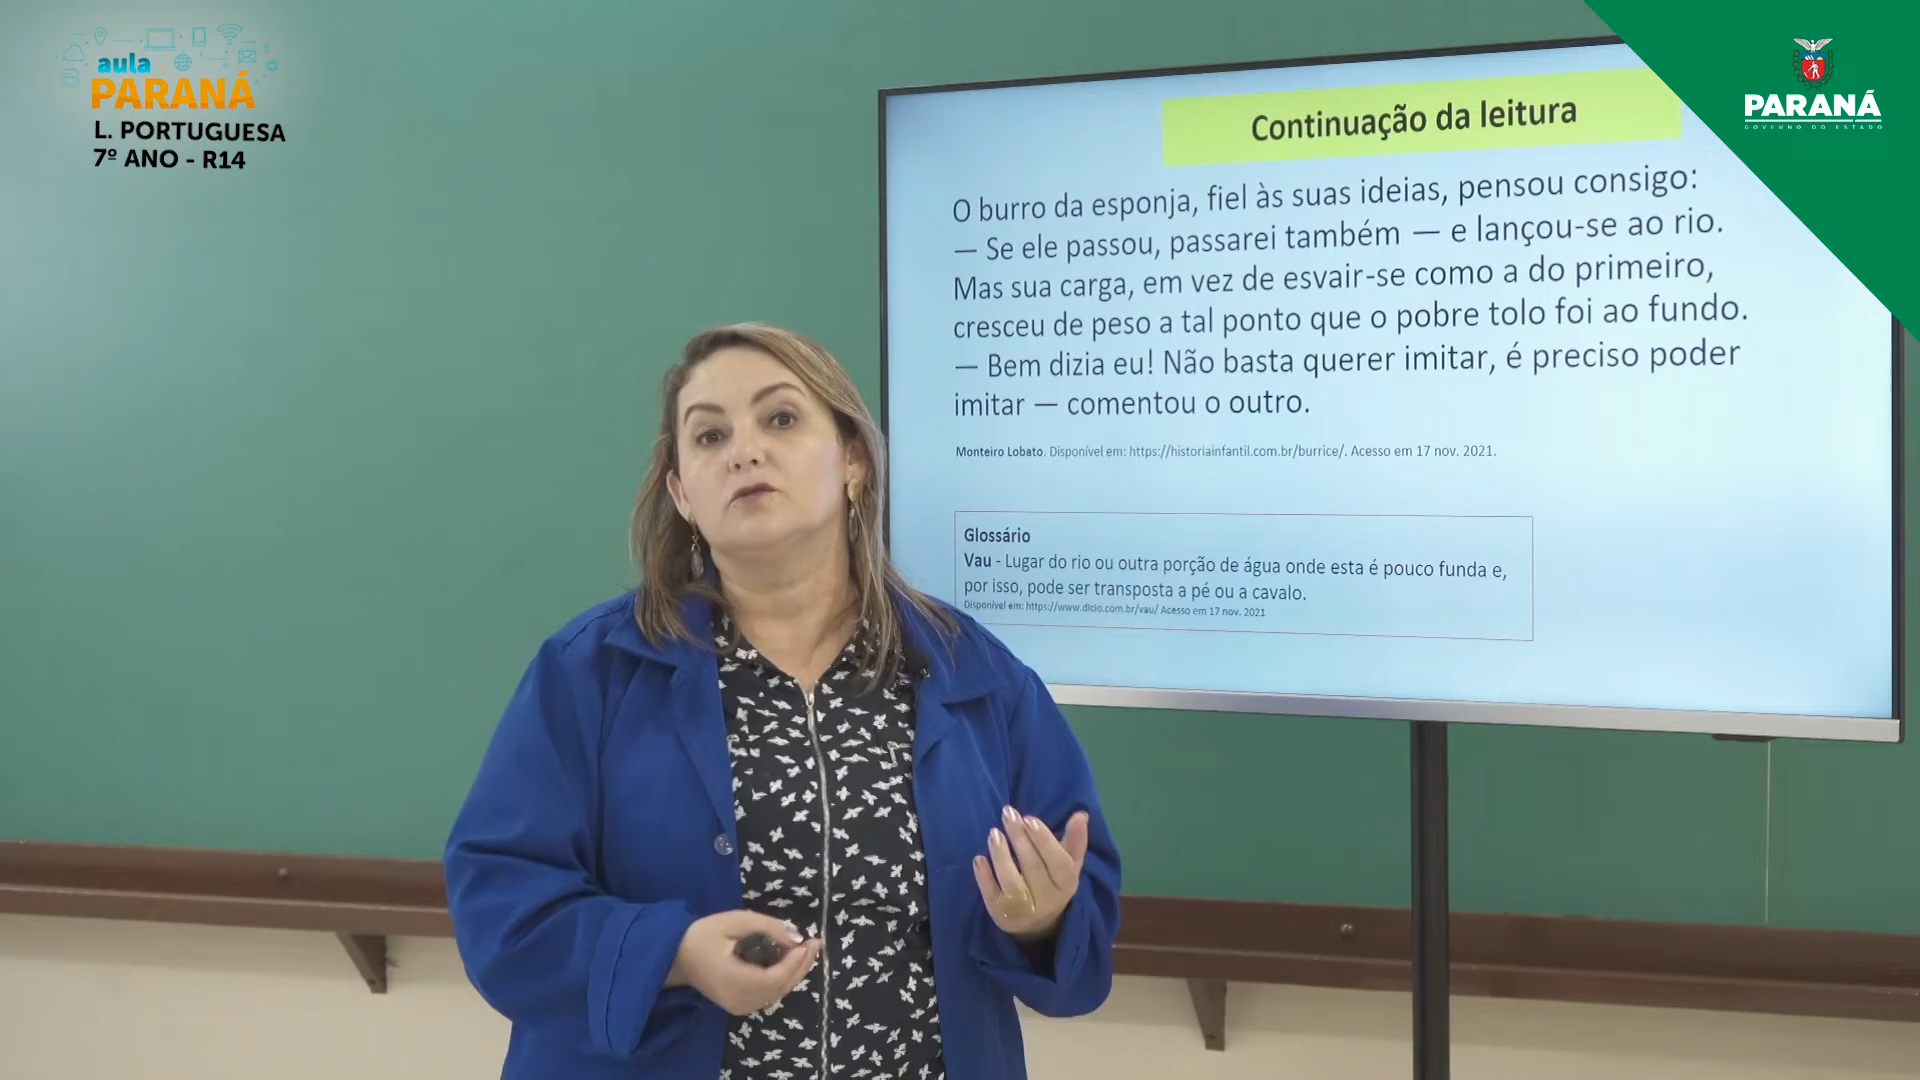 aula
PARANÁ
L. PORTUGUESA
7º ANO - R14
PARANÁ
GOVERNO DO ESTADO
Continuação da leitura
O burro da esponja, fiel às suas ideias, pensou consigo:
— Se ele passou, passarei também — e lançou-se ao rio.
Mas sua carga, em vez de esvair-se como a do primeiro,
cresceu de peso a tal ponto que o pobre tolo foi ao fundo.
— Bem dizia eu! Não basta querer imitar, é preciso poder
imitar — comentou o outro.
Monteiro Lobato. Disponível em: https://historiainfantil.com.br/burrice/. Acesso em 17 nov. 2021.
Glossário
Vau - Lugar do rio ou outra porção de água onde esta é pouco funda e,
por isso, pode ser transposta a pé ou a cavalo.
Disponível em: https://www.dicio.com.br/vau/ Acesso em 17 nov. 2021